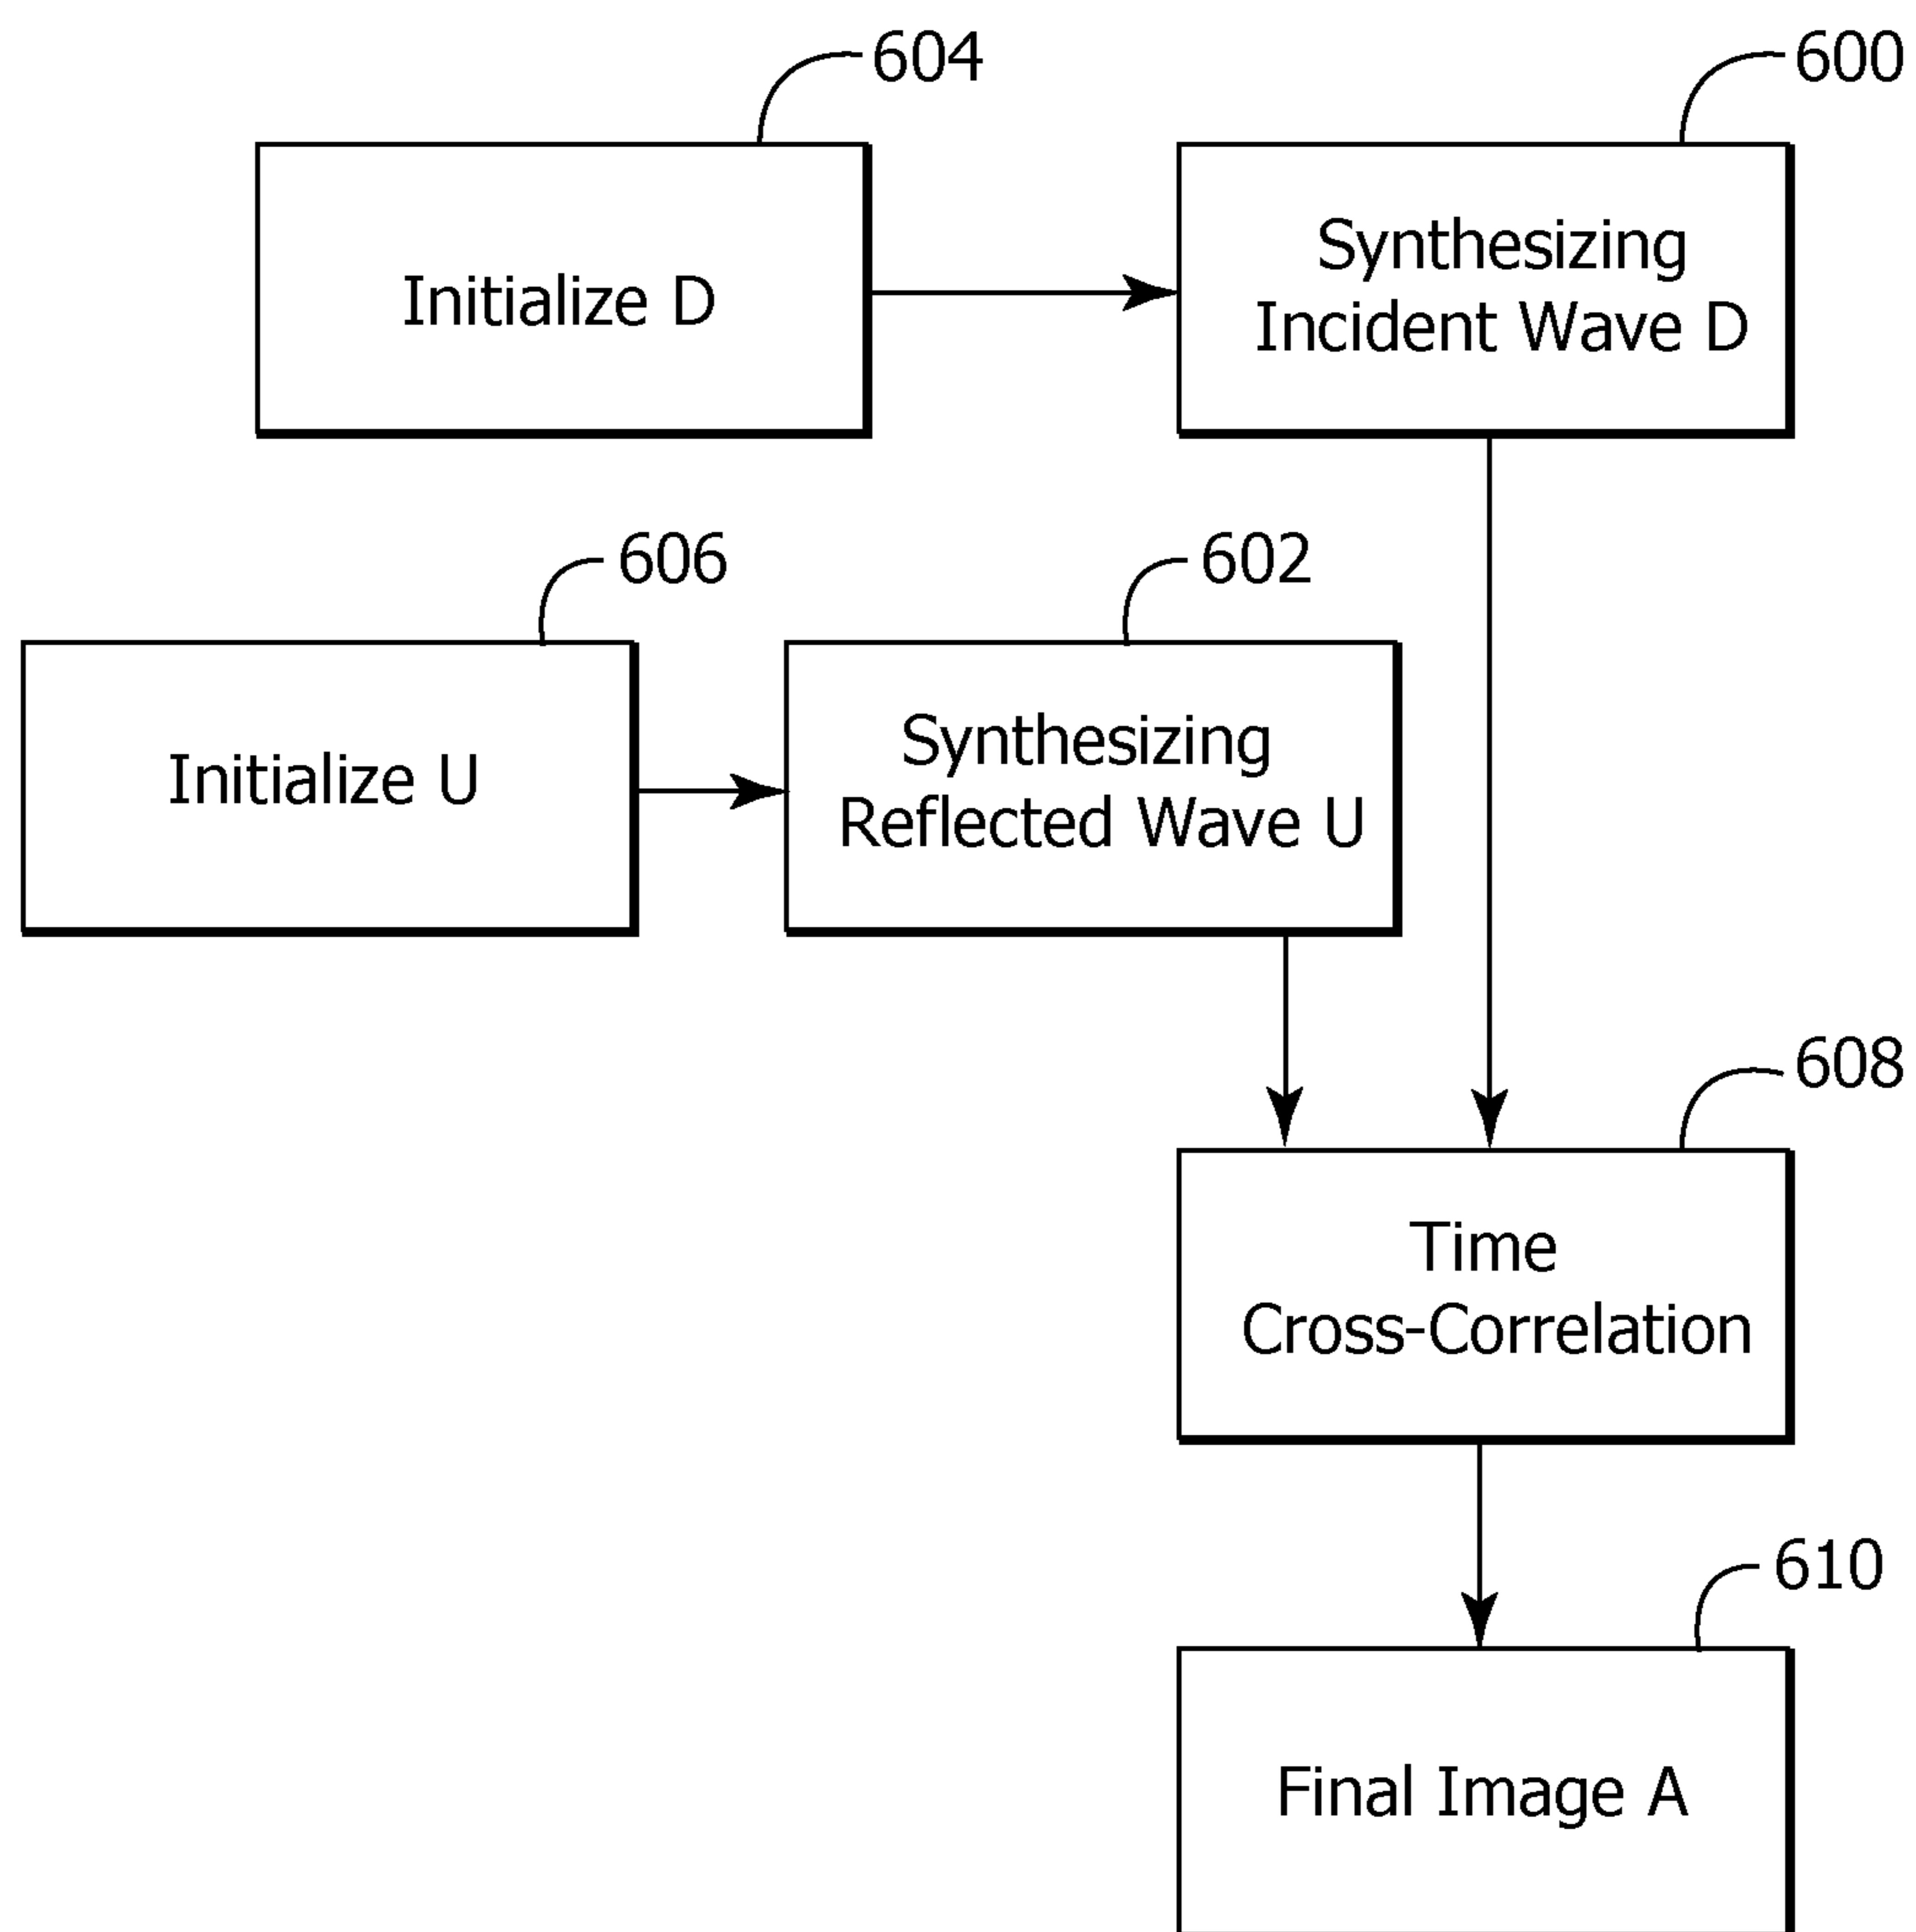 604
600
Initialize D
Synthesizing
Incident Wave D
606
602
Initialize U
Synthesizing
Reflected Wave U
608
Time
Cross-Correlation
610
Final Image A